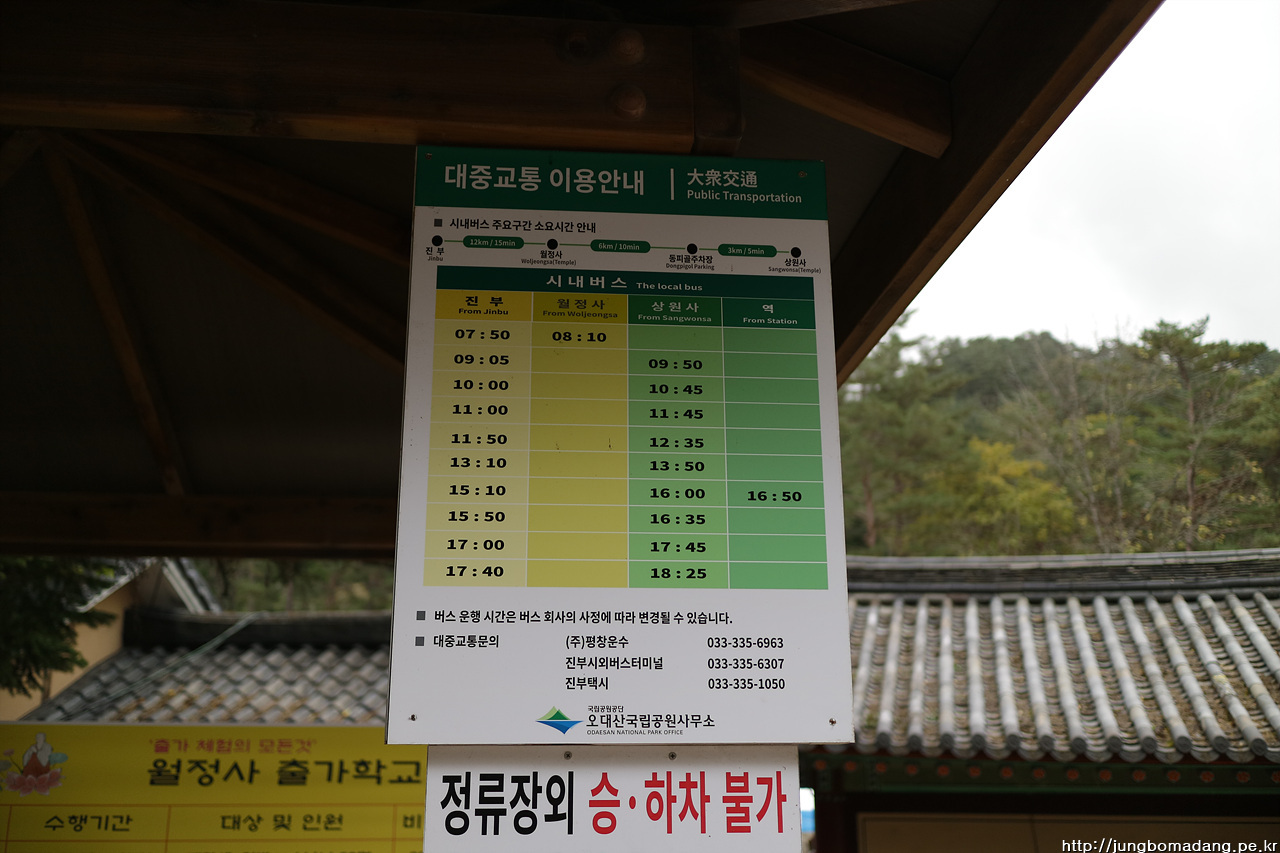 대중교통 이용안내 | 大衆交通
Public Transportation
■ 시내버스 주요구간 소요시간 안내
12km / 15min 6km / 10min 3km / 5min
진 부 월정사 동피골주차장 상원사
Jinbu Woljeongsa(Temple) Dongpigol Parking Sangwonsa(Temple)
시내버스 The local bus
진 부 월정사 상원사 역
From Jinbu From Woljeongsa From Sangwonsa From Station
07 : 50 08 : 10
09 : 05 09 : 50
10 : 00 10 : 45
11 : 00 11 : 45
11 : 50 12 : 35
13 : 10 13 : 50
15 : 10 16 : 00 16 : 50
15 : 50 16 : 35
17 : 00 17 : 45
17 : 40 18 : 25
■ 버스 운행 시간은 버스 회사의 사정에 따라 변경될 수 있습니다.
■ 대중교통문의 (주)평창운수 033-335-6963
진부시외버스터미널 033-335-6307
진부택시 033-335-1050
국립공원공단
오대산국립공원사무소
ODAESAN NATIONAL PARK OFFICE
정류장외 승·하차 불가
'출가 체험의 모든것'
월정사 출가학교
수행기간 대상 및 인원 비
http://jungbomadang.pe.kr